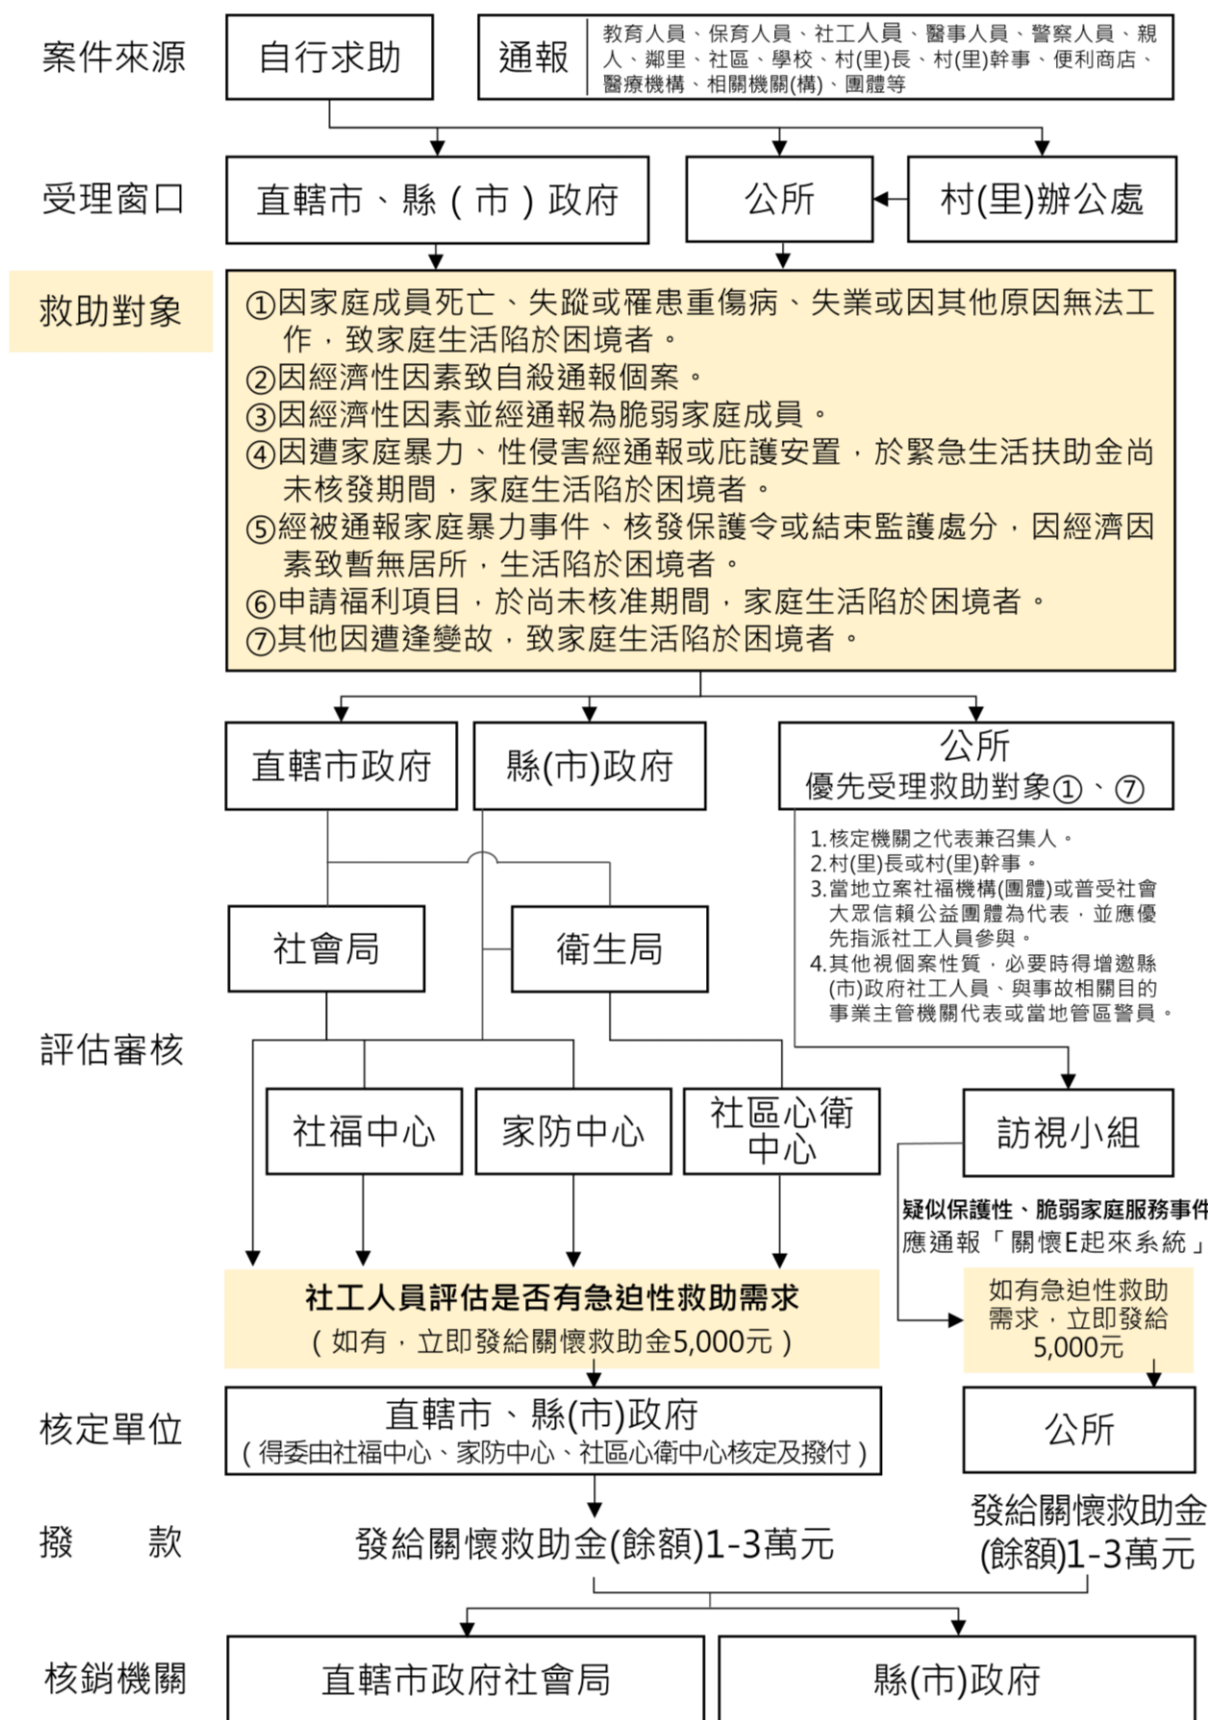 案件來源
自行求助
通報
教育人員、保育人員、社工人員、醫事人員、警察人員、親
人、鄰里、社區、學校、村(里)長、村(里)幹事、便利商店、
醫療機構、相關機關(構)、團體等
受理窗口
直轄市、縣（市）政府
公所
村(里)辦公處
救助對象
①因家庭成員死亡、失蹤或罹患重傷病、失業或因其他原因無法工
作，致家庭生活陷於困境者。
②因經濟性因素致自殺通報個案。
③因經濟性因素並經通報為脆弱家庭成員。
④因遭家庭暴力、性侵害經通報或庇護安置，於緊急生活扶助金尚
未核發期間，家庭生活陷於困境者。
⑤經被通報家庭暴力事件、核發保護令或結束監護處分，因經濟因
素致暫無居所，生活陷於困境者。
⑥申請福利項目，於尚未核准期間，家庭生活陷於困境者。
⑦其他因遭逢變故，致家庭生活陷於困境者。
直轄市政府
縣(市)政府
公所
優先受理救助對象①、⑦
1.核定機關之代表兼召集人。
2.村(里)長或村(里)幹事。
3.當地立案社福機構(團體)或普受社會
大眾信賴公益團體為代表，並應優
先指派社工人員參與。
4.其他視個案性質，必要時得增邀縣
(市)政府社工人員、與事故相關目的
事業主管機關代表或當地管區警員。
社會局
衛生局
評估審核
社福中心
家防中心
社區心衛
中心
訪視小組
疑似保護性、脆弱家庭服務事件
應通報「關懷E起來系統」
社工人員評估是否有急迫性救助需求
（如有，立即發給關懷救助金5,000元）
如有急迫性救助
需求，立即發給
5,000元
核定單位
直轄市、縣(市)政府
（得委由社福中心、家防中心、社區心衛中心核定及撥付）
公所
撥　　款
發給關懷救助金(餘額)1-3萬元
發給關懷救助金
(餘額)1-3萬元
核銷機關
直轄市政府社會局
縣(市)政府